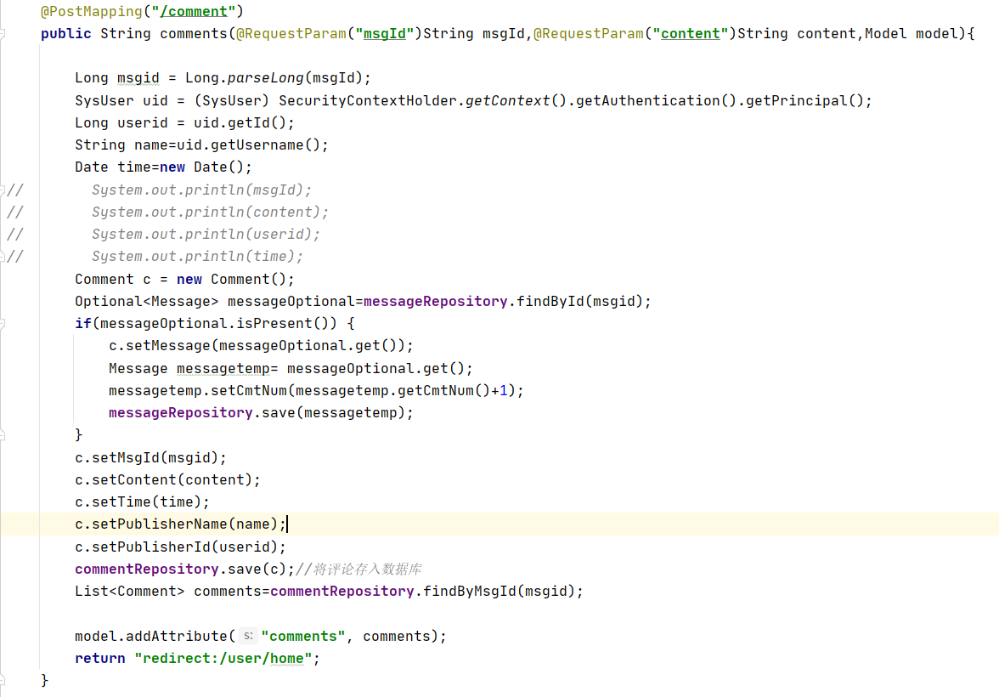 @PostMapping("/comment")
public String comments(@RequestParam("msgId")String msgId,@RequestParam("content")String content,Model model){
Long msgid = Long.parseLong(msgId);
SysUser uid = (SysUser) SecurityContextHolder.getContext().getAuthentication().getPrincipal();
Long userid = uid.getId();
String name=uid.getUsername();
Date time=new Date();
//        System.out.println(msgId);
//        System.out.println(content);
//        System.out.println(userid);
//        System.out.println(time);
Comment c = new Comment();
Optional<Message> messageOptional=messageRepository.findById(msgid);
if(messageOptional.isPresent()) {
c.setMessage(messageOptional.get());
Message messagetemp= messageOptional.get();
messagetemp.setCmtNum(messagetemp.getCmtNum()+1);
messageRepository.save(messagetemp);
}
c.setMsgId(msgid);
c.setContent(content);
c.setTime(time);
c.setPublisherName(name);
c.setPublisherId(userid);
commentRepository.save(c);//将评论存入数据库
List<Comment> comments=commentRepository.findByMsgId(msgid);
model.addAttribute( s: "comments", comments);
return "redirect:/user/home";
}